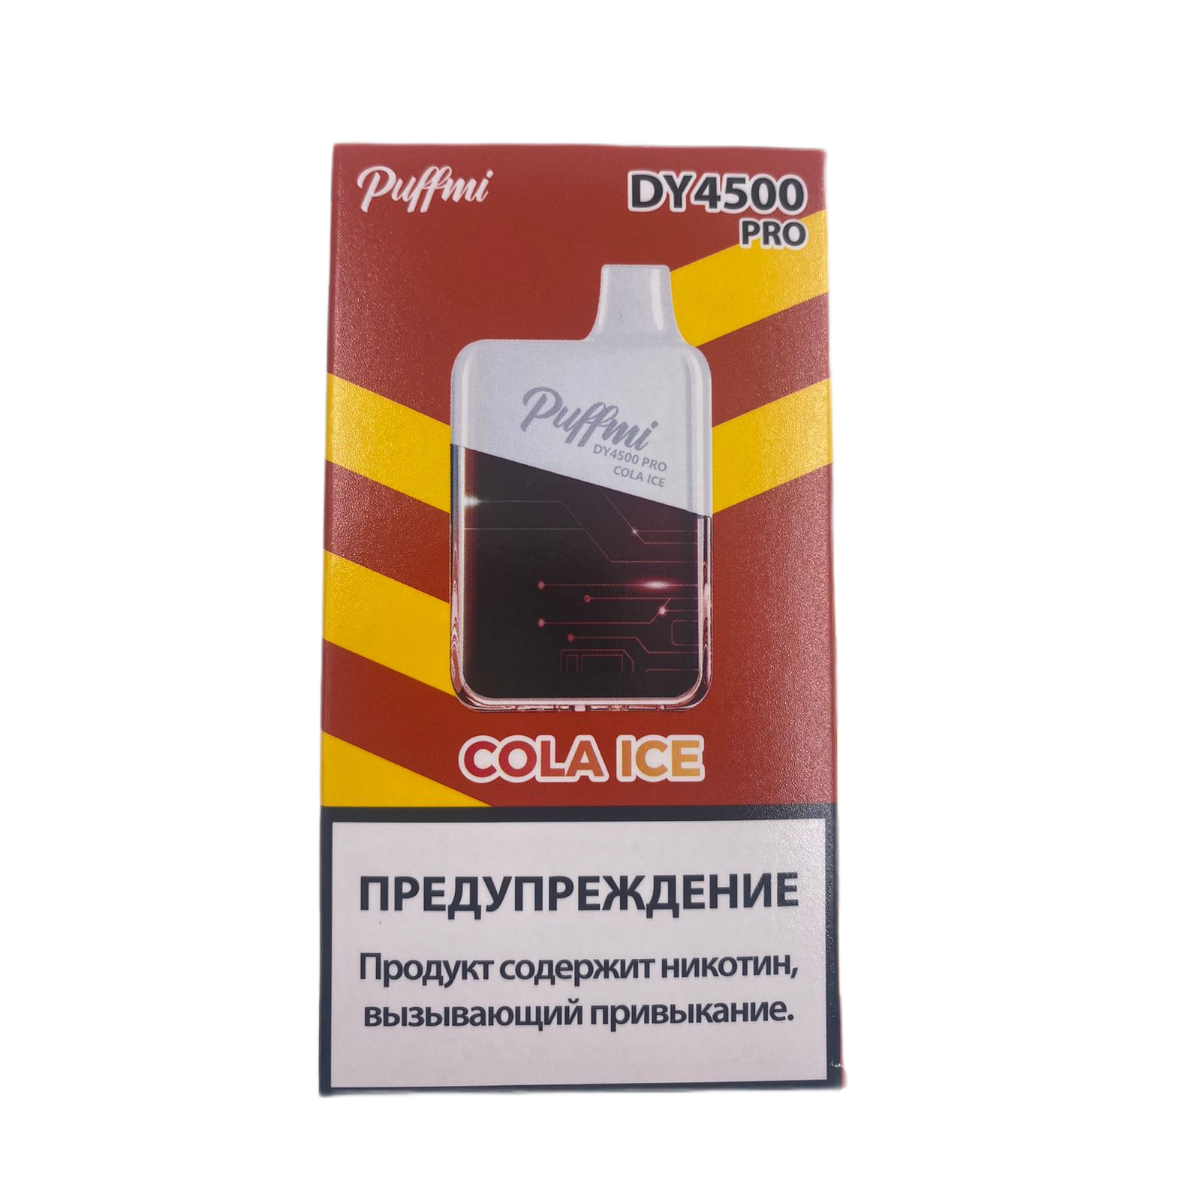 Puffmi
DY4500
PRO
Puffmi
DY4500 PRO
COLA ICE
COLA ICE
ПРЕДУПРЕЖДЕНИЕ
Продукт содержит никотин,
вызывающий привыкание.